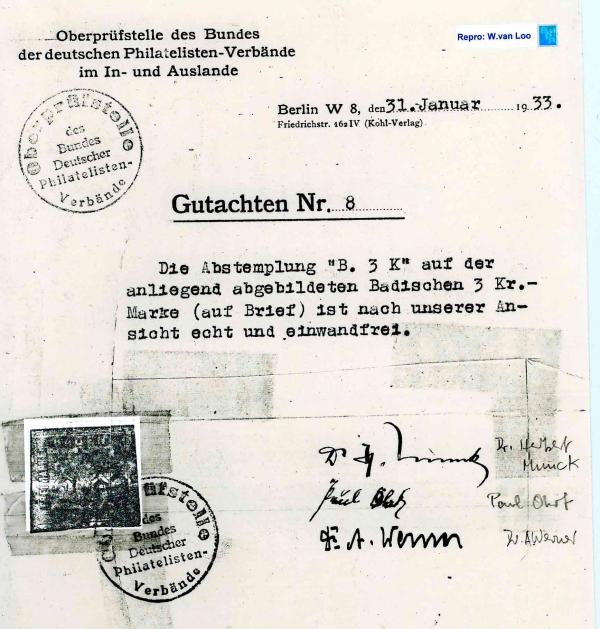 Oberprüfstelle des Bundes
der deutschen Philatelisten-Verbände
im In- und Auslande
Repro: W.van Loo
Berlin W 8, den 31. Januar 1933.
Friedrichstr. 162 IV (Kohl-Verlag)
Oberprüfstelle
des
Bundes
Deutscher
Philatelisten-
Verbände
Gutachten Nr. 8
Die Abstemplung "B. 3 K" auf der
anliegend abgebildeten Badischen 3 Kr.-
Marke (auf Brief) ist nach unserer An-
sicht echt und einwandfrei.
Dr. Herbert
Munck
Paul Ohrt
Dr. A. Werner
Oberprüfstelle
des
Bundes
Deutscher
Philatelisten-
Verbände